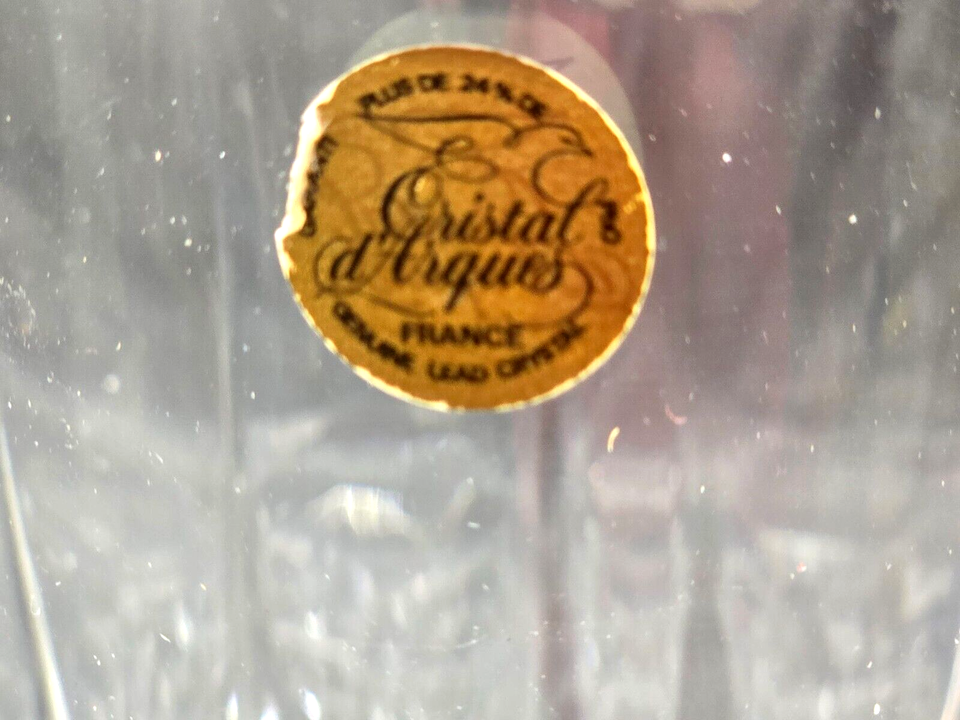 PLUS DE 24% DE
Cristal
d'Arques
FRANCE
GENUINE LEAD CRYSTAL